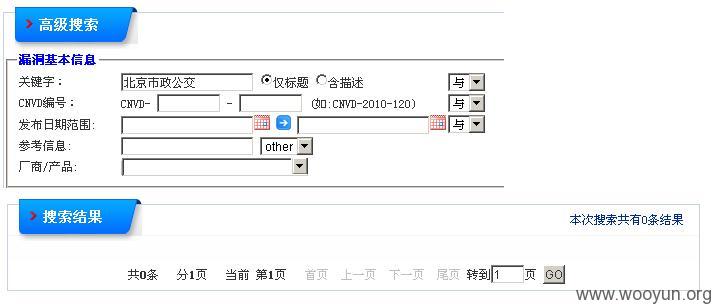 高级搜索
漏洞基本信息
关键字： 北京市政公交 仅标题 含描述 与
CNVD编号： CNVD- - (如:CNVD-2010-120) 与
发布日期范围: 与
参考信息: other
厂商/产品:
搜索结果 本次搜索共有0条结果
共0条 分1页 当前 第1页 首页 上一页 下一页 尾页 转到 1 页 GO
www.wooyun.org